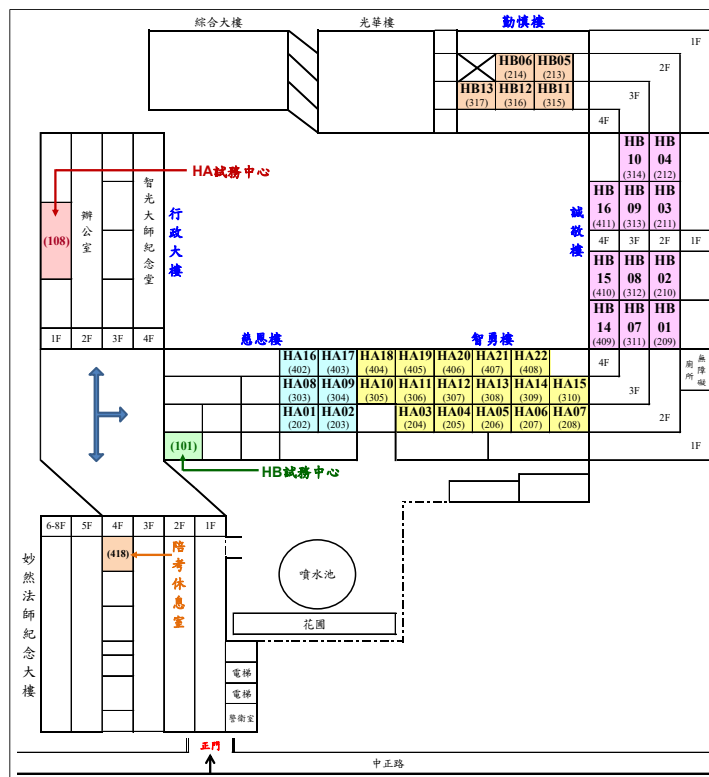 綜合大樓
光華樓
勤慎樓
1F
HB06 HB05
(214) (213)
2F
HB13 HB12 HB11
(317) (316) (315)
3F
4F
HB 10 (314)
HB 04 (212)
HB 16 (411)
HB 09 (313)
HB 03 (211)
4F 3F 2F 1F
HB 15 (410)
HB 08 (312)
HB 02 (210)
HB 14 (409)
HB 07 (311)
HB 01 (209)
誠敬樓
HA試務中心
(108)
辦公室
智光大師紀念堂
行政大樓
1F 2F 3F 4F
慈恩樓
智勇樓
HA16 HA17 HA18 HA19 HA20 HA21 HA22
(402) (403) (404) (405) (406) (407) (408)
4F
無障礙廁所
HA08 HA09 HA10 HA11 HA12 HA13 HA14 HA15
(303) (304) (305) (306) (307) (308) (309) (310)
3F
HA01 HA02 HA03 HA04 HA05 HA06 HA07
(202) (203) (204) (205) (206) (207) (208)
2F
(101)
1F
HB試務中心
6-8F 5F 4F 3F 2F 1F
(418)
陪考休息室
妙然法師紀念大樓
噴水池
花圃
電梯
電梯
警衛室
正門
中正路